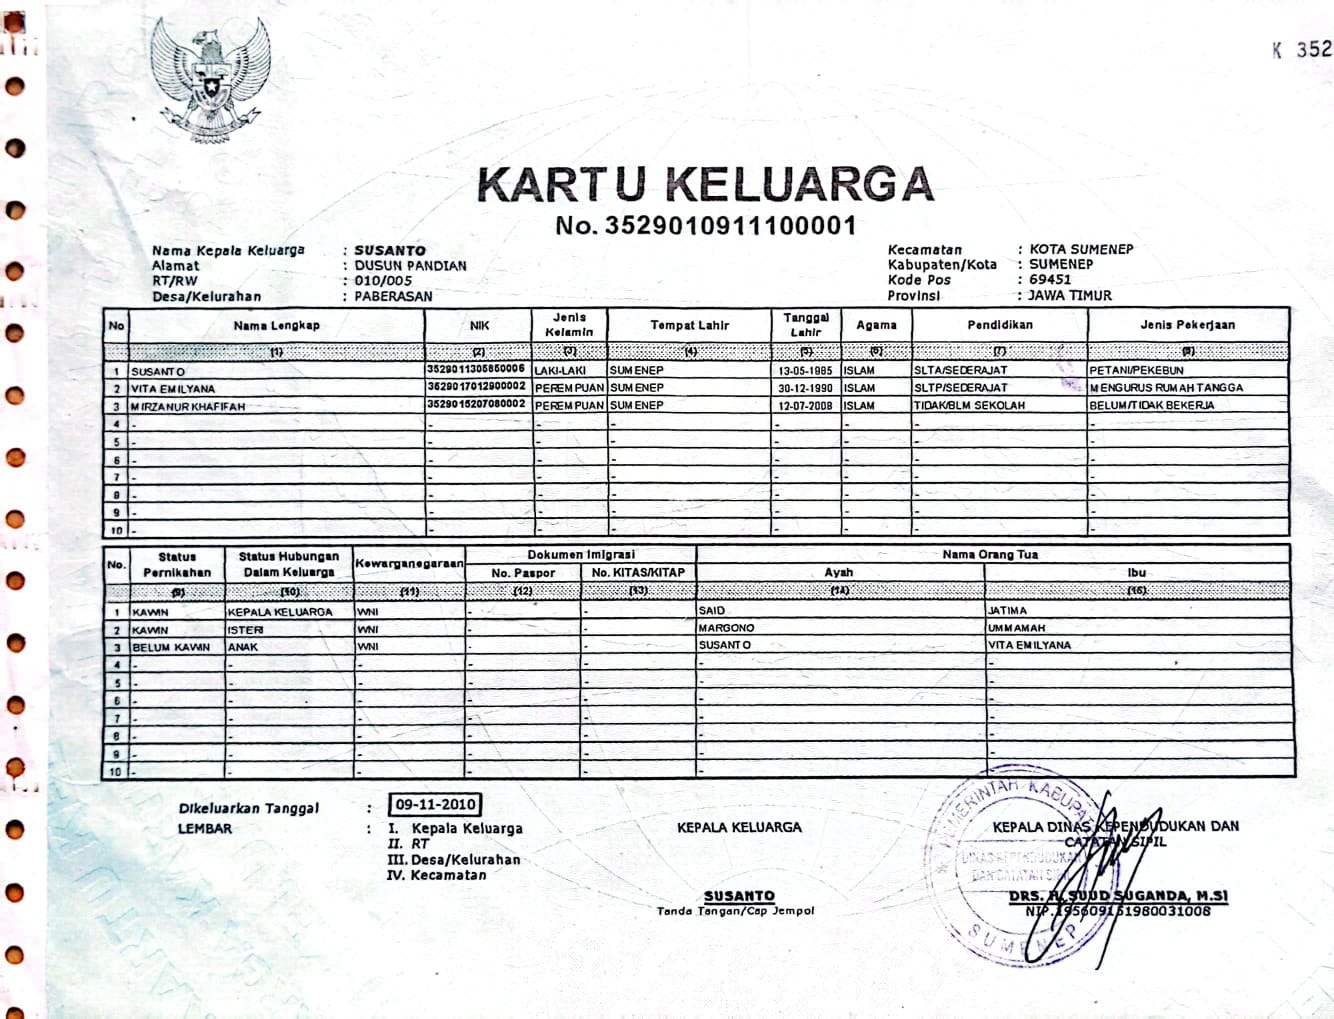 K 352
KARTU KELUARGA
No. 3529010911100001
Nama Kepala Keluarga : SUSANTO
Alamat : DUSUN PANDIAN
RT/RW : 010/005
Desa/Kelurahan : PABERASAN
Kecamatan : KOTA SUMENEP
Kabupaten/Kota : SUMENEP
Kode Pos : 69451
Provinsi : JAWA TIMUR
No Nama Lengkap NIK Jenis Kelamin Tempat Lahir Tanggal Lahir Agama Pendidikan Jenis Pekerjaan
(1) (2) (3) (4) (5) (6) (7) (8)
1 SUSANTO 3529011305850006 LAKI-LAKI SUMENEP 13-05-1985 ISLAM SLTA/SEDERAJAT PETANI/PEKEBUN
2 VITA EMILYANA 3529017012900002 PEREMPUAN SUMENEP 30-12-1990 ISLAM SLTP/SEDERAJAT MENGURUS RUMAH TANGGA
3 MIRZANUR KHAFIFAH 3529015207080002 PEREMPUAN SUMENEP 12-07-2008 ISLAM TIDAK/BLM SEKOLAH BELUM/TIDAK BEKERJA
4 - - - - - - - -
5 - - - - - - - -
6 - - - - - - - -
7 - - - - - - - -
8 - - - - - - - -
9 - - - - - - - -
10 - - - - - - - -
No. Status Pernikahan Status Hubungan Dalam Keluarga Kewarganegaraan Dokumen Imigrasi Nama Orang Tua
No. Paspor No. KITAS/KITAP Ayah Ibu
(9) (10) (11) (12) (13) (14) (15)
1 KAWIN KEPALA KELUARGA WNI - - SAID JATIMA
2 KAWIN ISTERI WNI - - MARGONO UMMAMAH
3 BELUM KAWIN ANAK WNI - - SUSANTO VITA EMILYANA
4 - - - - - - -
5 - - - - - - -
6 - - - - - - -
7 - - - - - - -
8 - - - - - - -
9 - - - - - - -
10 - - - - - - -
Dikeluarkan Tanggal : 09-11-2010
LEMBAR : I. Kepala Keluarga
II. RT
III. Desa/Kelurahan
IV. Kecamatan
KEPALA KELUARGA
SUSANTO
Tanda Tangan/Cap Jempol
KEPALA DINAS KEPENDUDUKAN DAN
CATATAN SIPIL
DRS. H. SUUD SUGANDA, M.SI
NIP. 195609151980031008
PEMERINTAH KABUPATEN
DINAS KEPENDUDUKAN
DAN CATATAN SIPIL
SUMENEP